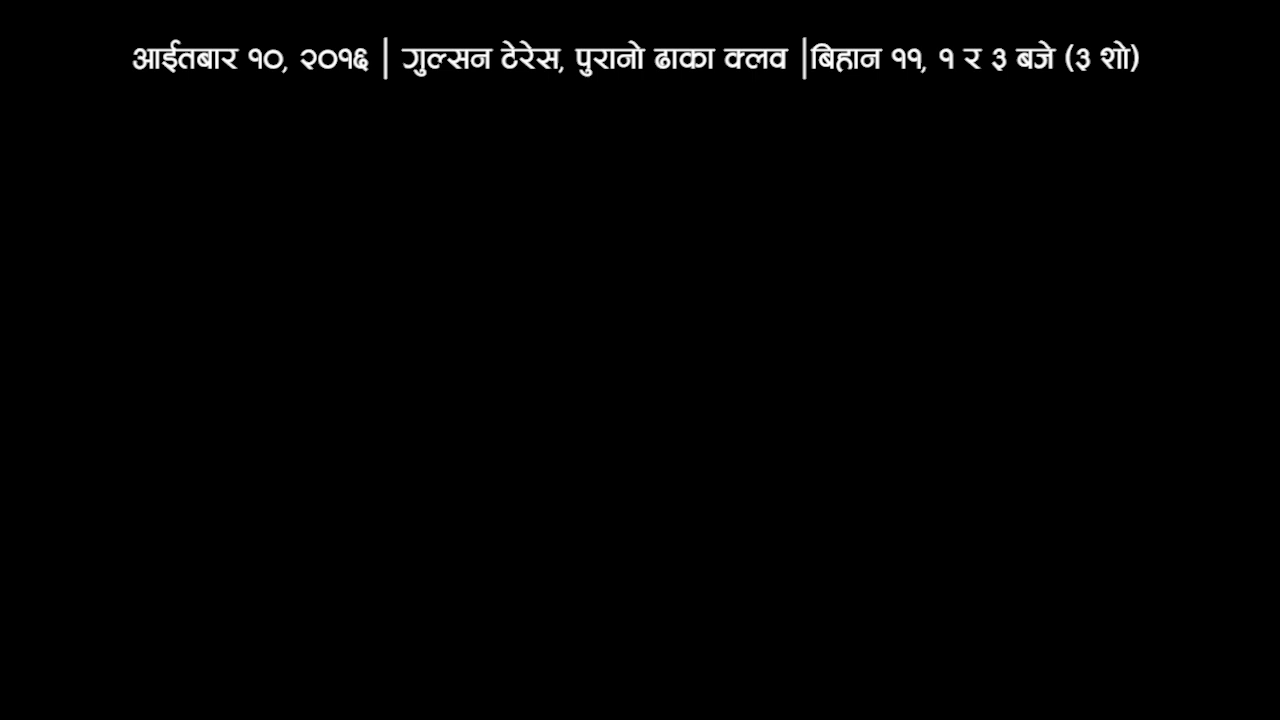 आईतबार १०, २०१६ | गुल्सन टेरेस, पुरानो ढाका क्लव |बिहान ११, १ र ३ बजे (३ शो)